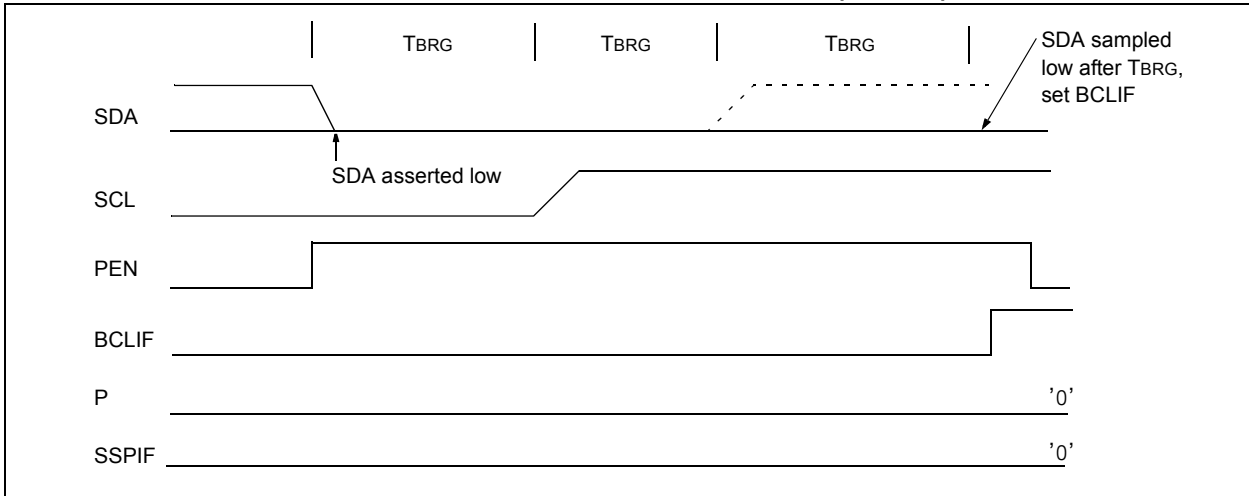 TBRG TBRG TBRG
SDA sampled
low after TBRG,
set BCLIF
SDA
SDA asserted low
SCL
PEN
BCLIF
P '0'
SSPIF '0'